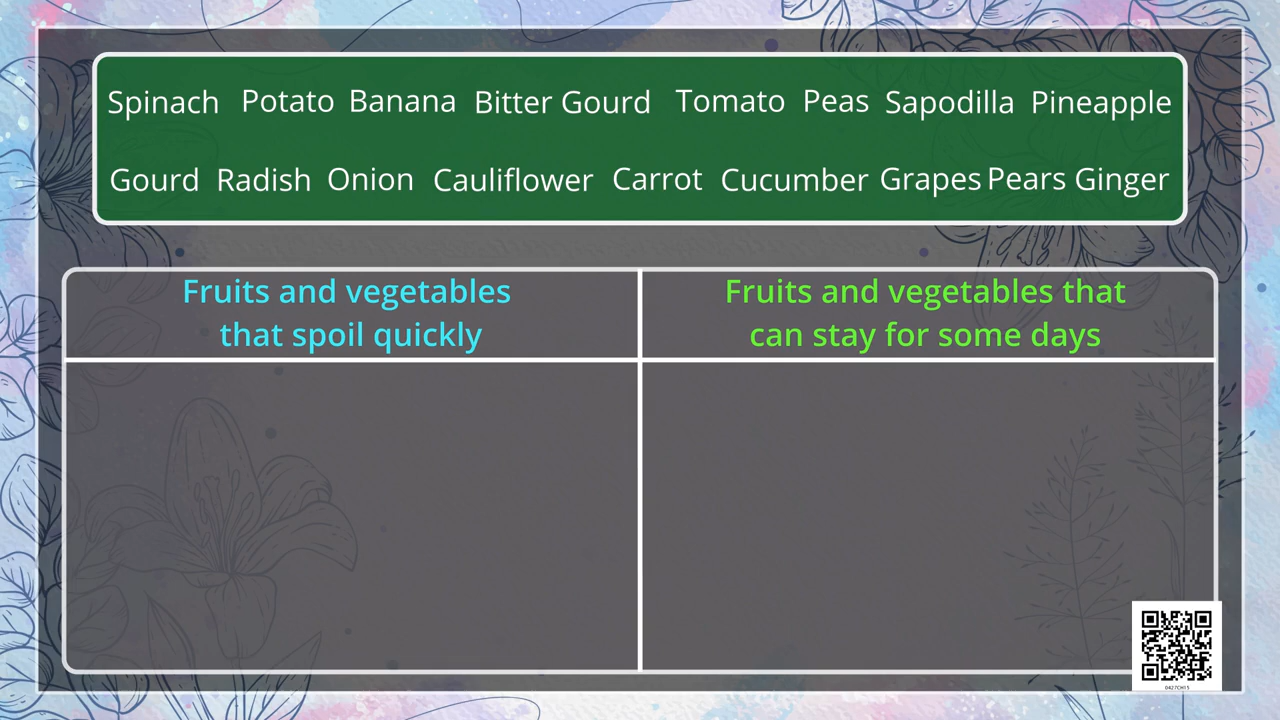 Spinach Potato Banana Bitter Gourd Tomato Peas Sapodilla Pineapple
Gourd Radish Onion Cauliflower Carrot Cucumber Grapes Pears Ginger
Fruits and vegetables
that spoil quickly
Fruits and vegetables that
can stay for some days
0427CH15